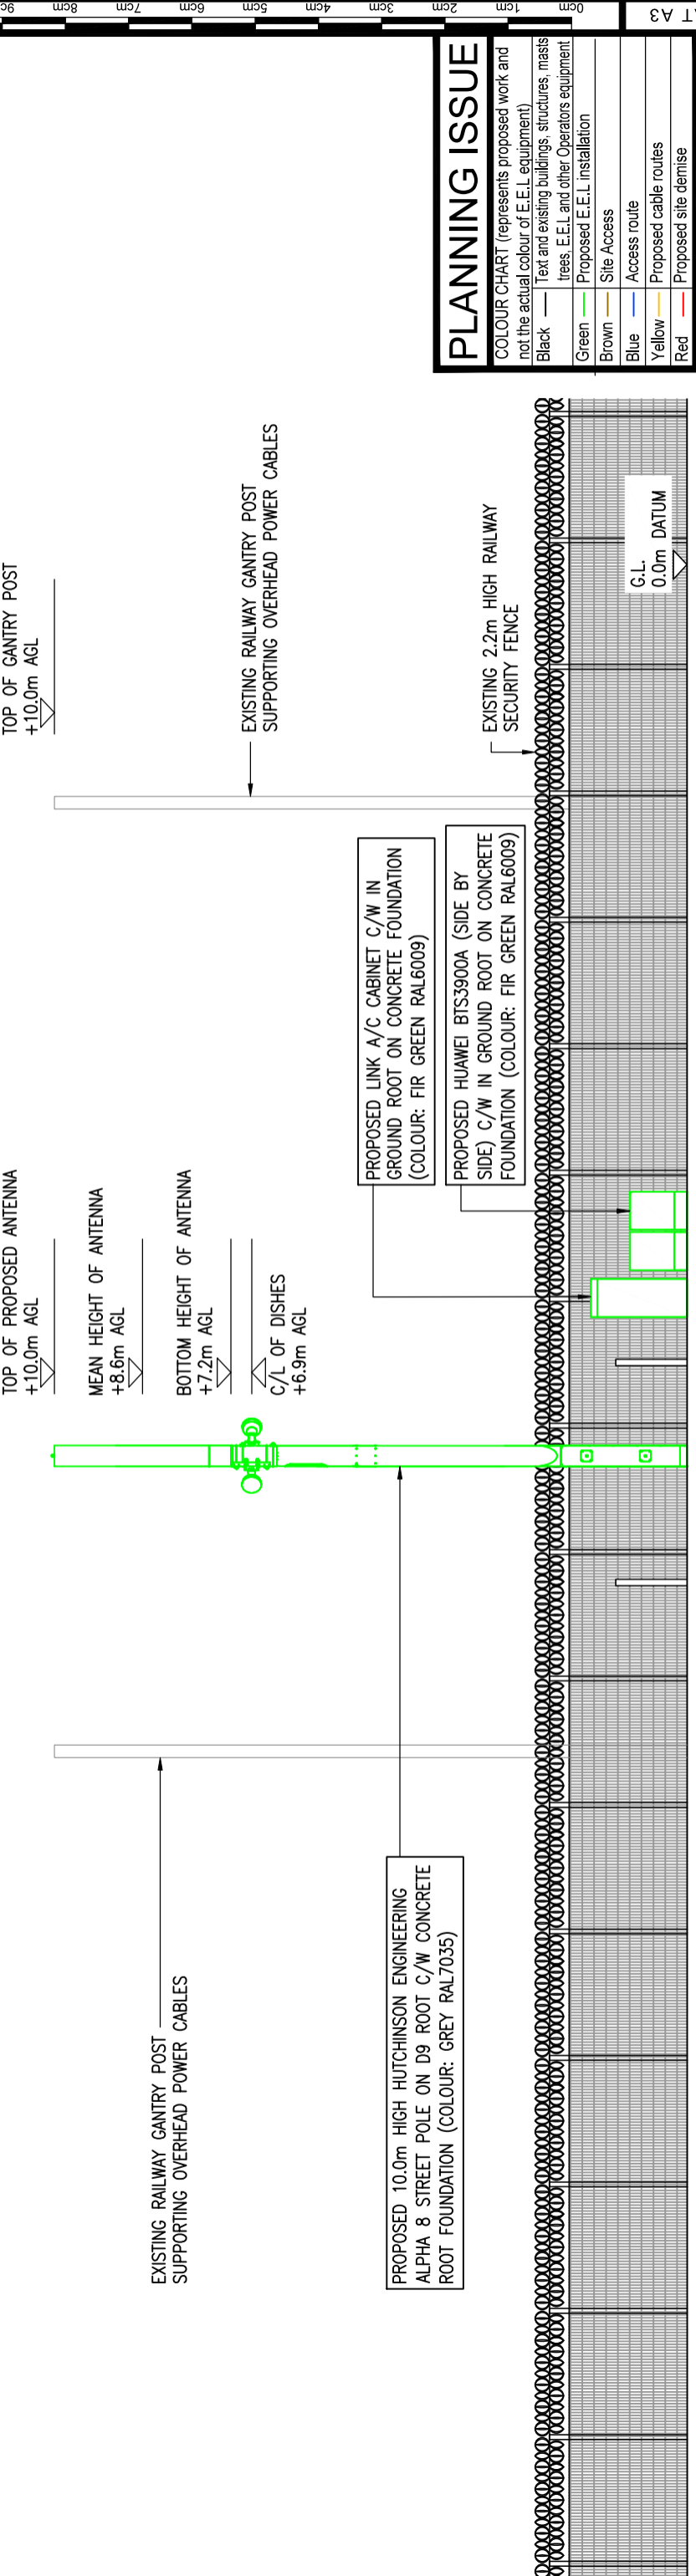 EXISTING RAILWAY GANTRY POST
SUPPORTING OVERHEAD POWER CABLES
PROPOSED 10.0m HIGH HUTCHINSON ENGINEERING
ALPHA 8 STREET POLE ON D9 ROOT C/W CONCRETE
ROOT FOUNDATION (COLOUR: GREY RAL7035)
TOP OF PROPOSED ANTENNA
+10.0m AGL
MEAN HEIGHT OF ANTENNA
+8.6m AGL
BOTTOM HEIGHT OF ANTENNA
+7.2m AGL
C/L OF DISHES
+6.9m AGL
PROPOSED LINK A/C CABINET C/W IN
GROUND ROOT ON CONCRETE FOUNDATION
(COLOUR: FIR GREEN RAL6009)
PROPOSED HUAWEI BTS3900A (SIDE BY
SIDE) C/W IN GROUND ROOT ON CONCRETE
FOUNDATION (COLOUR: FIR GREEN RAL6009)
TOP OF GANTRY POST
+10.0m AGL
EXISTING RAILWAY GANTRY POST
SUPPORTING OVERHEAD POWER CABLES
EXISTING 2.2m HIGH RAILWAY
SECURITY FENCE
G.L.
0.0m DATUM
PLANNING ISSUE
COLOUR CHART (represents proposed work and
not the actual colour of E.E.L equipment)
Black Text and existing buildings, structures, masts
trees, E.E.L and other Operators equipment
Green Proposed E.E.L installation
Brown Site Access
Blue Access route
Yellow Proposed cable routes
Red Proposed site demise
9c
8cm
7cm
6cm
5cm
4cm
3cm
2cm
1cm
0cm
AT A3